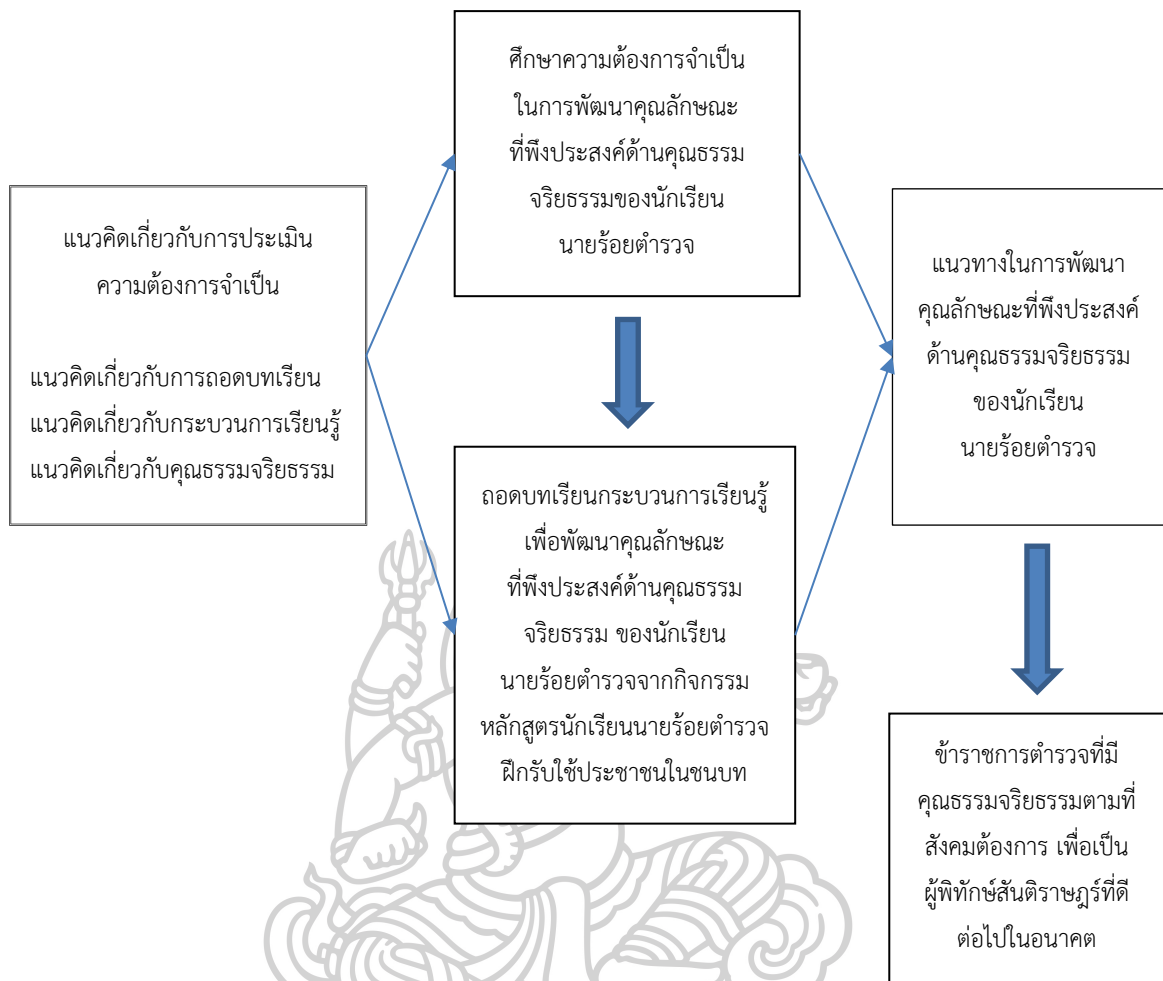 แนวคิดเกี่ยวกับการประเมิน
ความต้องการจำเป็น
แนวคิดเกี่ยวกับการถอดบทเรียน
แนวคิดเกี่ยวกับกระบวนการเรียนรู้
แนวคิดเกี่ยวกับคุณธรรมจริยธรรม
ศึกษาความต้องการจำเป็น
ในการพัฒนาคุณลักษณะ
ที่พึงประสงค์ด้านคุณธรรม
จริยธรรมของนักเรียน
นายร้อยตำรวจ
ถอดบทเรียนกระบวนการเรียนรู้
เพื่อพัฒนาคุณลักษณะ
ที่พึงประสงค์ด้านคุณธรรม
จริยธรรม ของนักเรียน
นายร้อยตำรวจจากกิจกรรม
หลักสูตรนักเรียนนายร้อยตำรวจ
ฝึกรับใช้ประชาชนในชนบท
แนวทางในการพัฒนา
คุณลักษณะที่พึงประสงค์
ด้านคุณธรรมจริยธรรม
ของนักเรียน
นายร้อยตำรวจ
ข้าราชการตำรวจที่มี
คุณธรรมจริยธรรมตามที่
สังคมต้องการ เพื่อเป็น
ผู้พิทักษ์สันติราษฎร์ที่ดี
ต่อไปในอนาคต